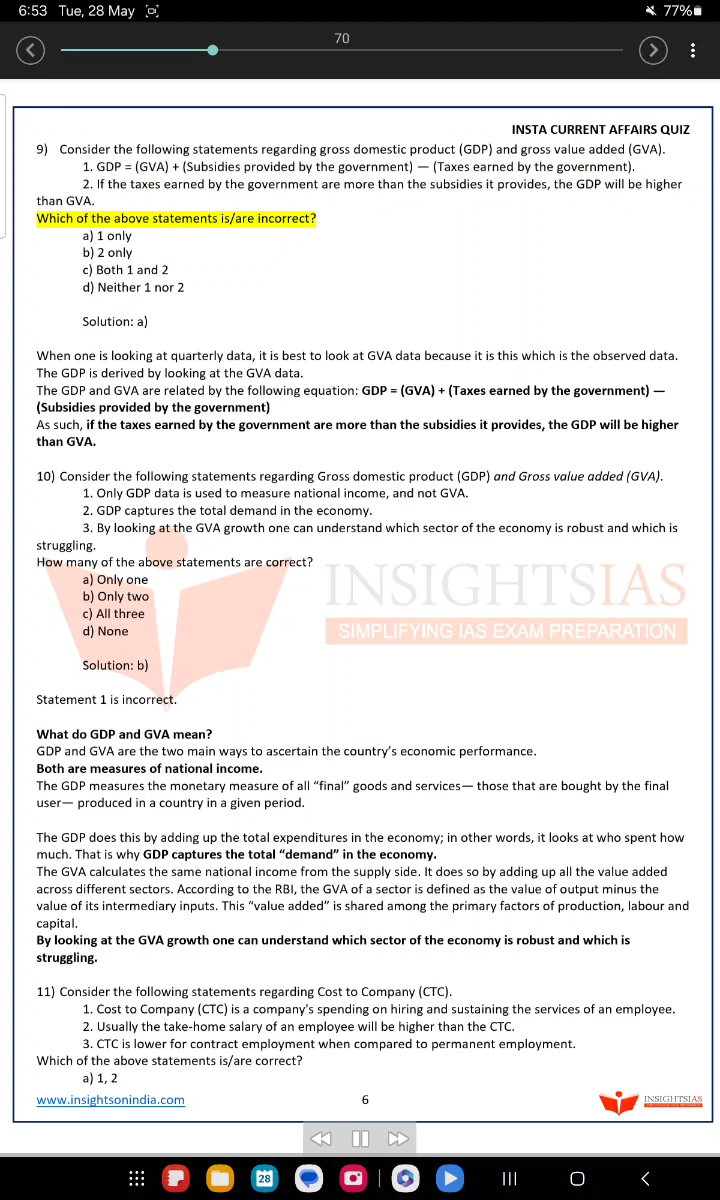 6:53 Tue, 28 May
77%
70
INSTA CURRENT AFFAIRS QUIZ
9) Consider the following statements regarding gross domestic product (GDP) and gross value added (GVA).
1. GDP = (GVA) + (Subsidies provided by the government) — (Taxes earned by the government).
2. If the taxes earned by the government are more than the subsidies it provides, the GDP will be higher
than GVA.
Which of the above statements is/are incorrect?
a) 1 only
b) 2 only
c) Both 1 and 2
d) Neither 1 nor 2
Solution: a)
When one is looking at quarterly data, it is best to look at GVA data because it is this which is the observed data.
The GDP is derived by looking at the GVA data.
The GDP and GVA are related by the following equation: GDP = (GVA) + (Taxes earned by the government) —
(Subsidies provided by the government)
As such, if the taxes earned by the government are more than the subsidies it provides, the GDP will be higher
than GVA.
10) Consider the following statements regarding Gross domestic product (GDP) and Gross value added (GVA).
1. Only GDP data is used to measure national income, and not GVA.
2. GDP captures the total demand in the economy.
3. By looking at the GVA growth one can understand which sector of the economy is robust and which is
struggling.
How many of the above statements are correct?
a) Only one
b) Only two
c) All three
d) None
INSIGHTSIAS
SIMPLIFYING IAS EXAM PREPARATION
Solution: b)
Statement 1 is incorrect.
What do GDP and GVA mean?
GDP and GVA are the two main ways to ascertain the country's economic performance.
Both are measures of national income.
The GDP measures the monetary measure of all "final" goods and services— those that are bought by the final
user— produced in a country in a given period.
The GDP does this by adding up the total expenditures in the economy; in other words, it looks at who spent how
much. That is why GDP captures the total "demand" in the economy.
The GVA calculates the same national income from the supply side. It does so by adding up all the value added
across different sectors. According to the RBI, the GVA of a sector is defined as the value of output minus the
value of its intermediary inputs. This "value added" is shared among the primary factors of production, labour and
capital.
By looking at the GVA growth one can understand which sector of the economy is robust and which is
struggling.
11) Consider the following statements regarding Cost to Company (CTC).
1. Cost to Company (CTC) is a company's spending on hiring and sustaining the services of an employee.
2. Usually the take-home salary of an employee will be higher than the CTC.
3. CTC is lower for contract employment when compared to permanent employment.
Which of the above statements is/are correct?
a) 1, 2
www.insightsonindia.com
6
INSIGHTSIAS
28